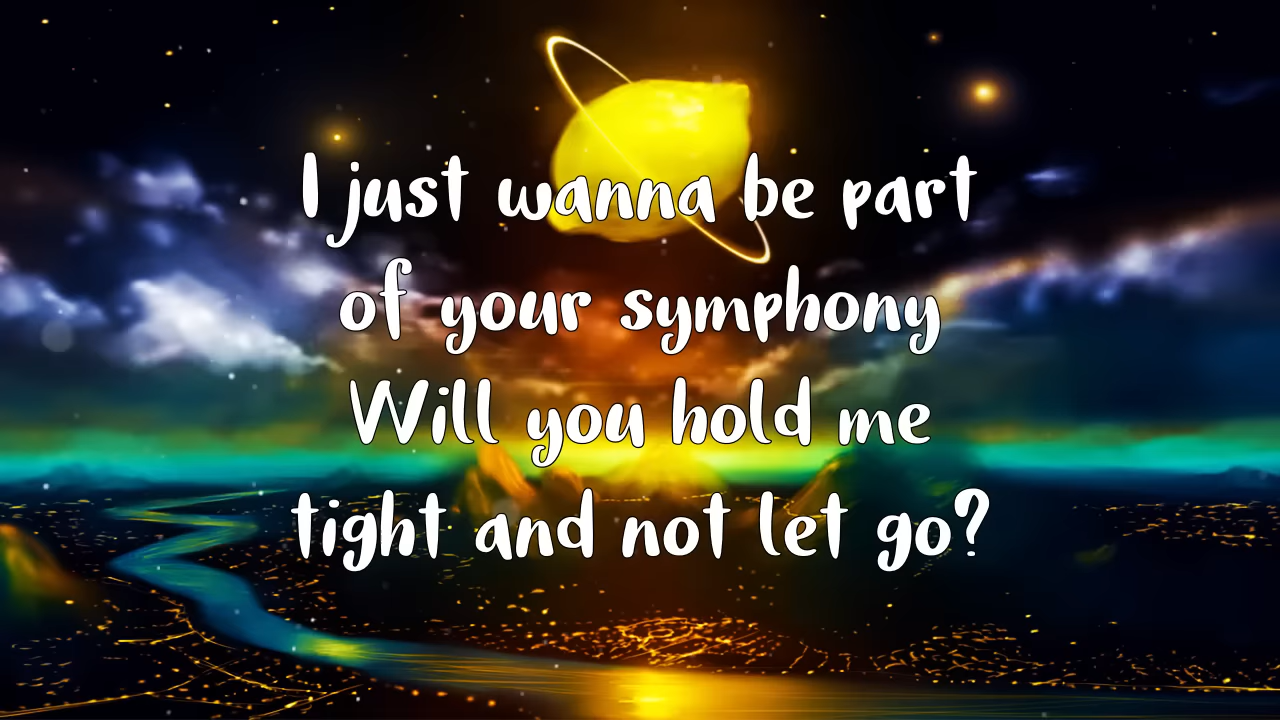 I just wanna be part
of your symphony
Will you hold me
tight and not let go?